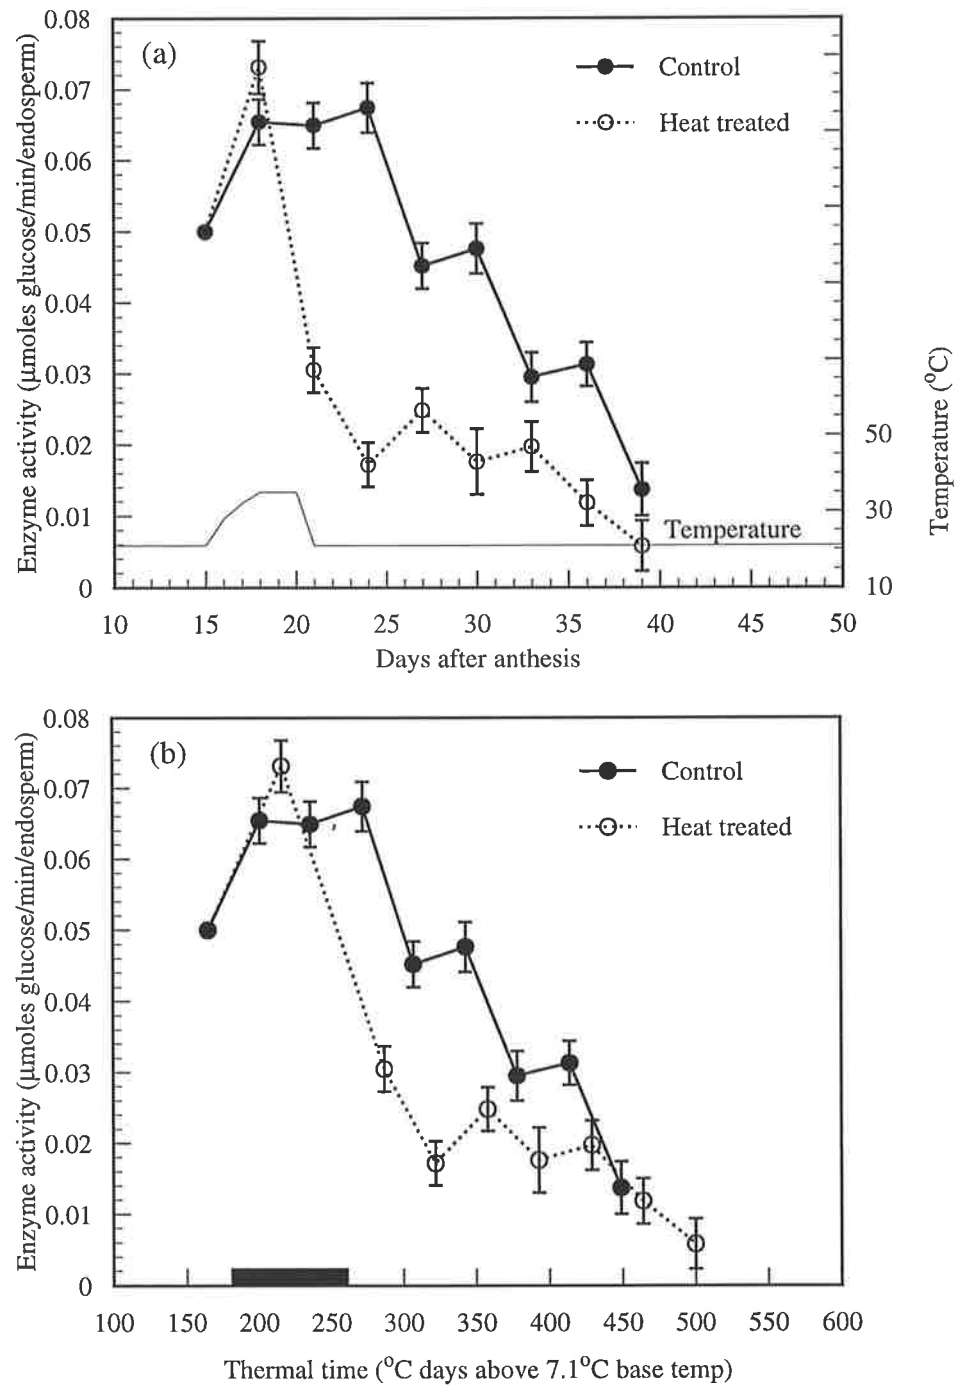 (a)
Control
Heat treated
Enzyme activity (μmoles glucose/min/endosperm)
0.08
0.07
0.06
0.05
0.04
0.03
0.02
0.01
0
Temperature
50
30
10
Temperature (°C)
10 15 20 25 30 35 40 45 50
Days after anthesis
(b)
Control
Heat treated
Enzyme activity (μmoles glucose/min/endosperm)
0.08
0.07
0.06
0.05
0.04
0.03
0.02
0.01
0
100 150 200 250 300 350 400 450 500 550 600
Thermal time (°C days above 7.1°C base temp)